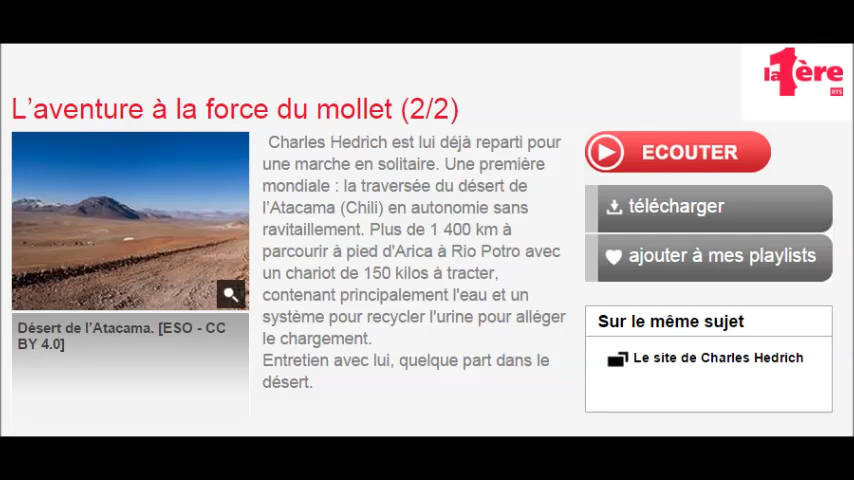 la 1ère
RTS
L'aventure à la force du mollet (2/2)
Charles Hedrich est lui déjà reparti pour
une marche en solitaire. Une première
mondiale : la traversée du désert de
l'Atacama (Chili) en autonomie sans
ravitaillement. Plus de 1 400 km à
parcourir à pied d'Arica à Rio Potro avec
un chariot de 150 kilos à tracter,
contenant principalement l'eau et un
système pour recycler l'urine pour alléger
le chargement.
Entretien avec lui, quelque part dans le
désert.
Désert de l'Atacama. [ESO - CC
BY 4.0]
ECOUTER
télécharger
ajouter à mes playlists
Sur le même sujet
Le site de Charles Hedrich